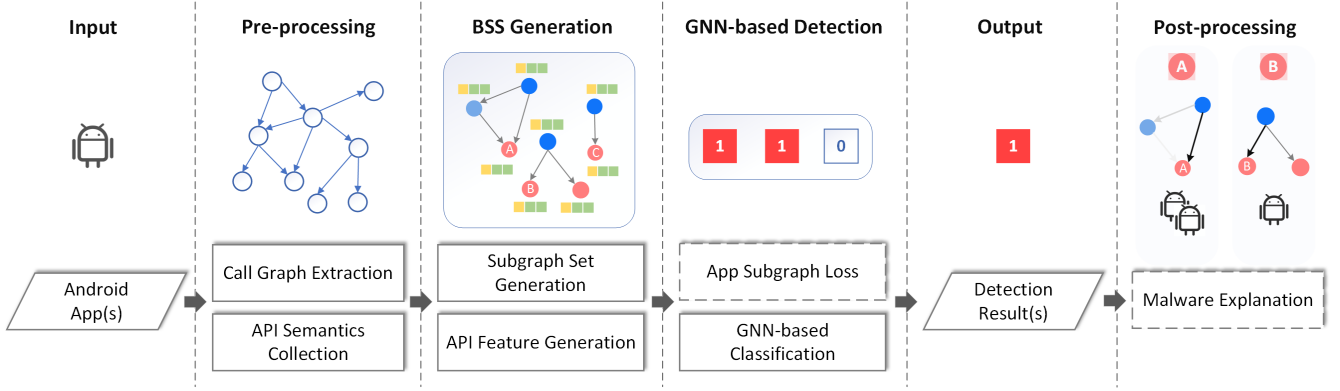 Input
Pre-processing
BSS Generation
GNN-based Detection
Output
Post-processing
A
B
A
C
B
1
1
0
1
A
B
Android
App(s)
Call Graph Extraction
API Semantics
Collection
Subgraph Set
Generation
API Feature Generation
App Subgraph Loss
GNN-based
Classification
Detection
Result(s)
Malware Explanation